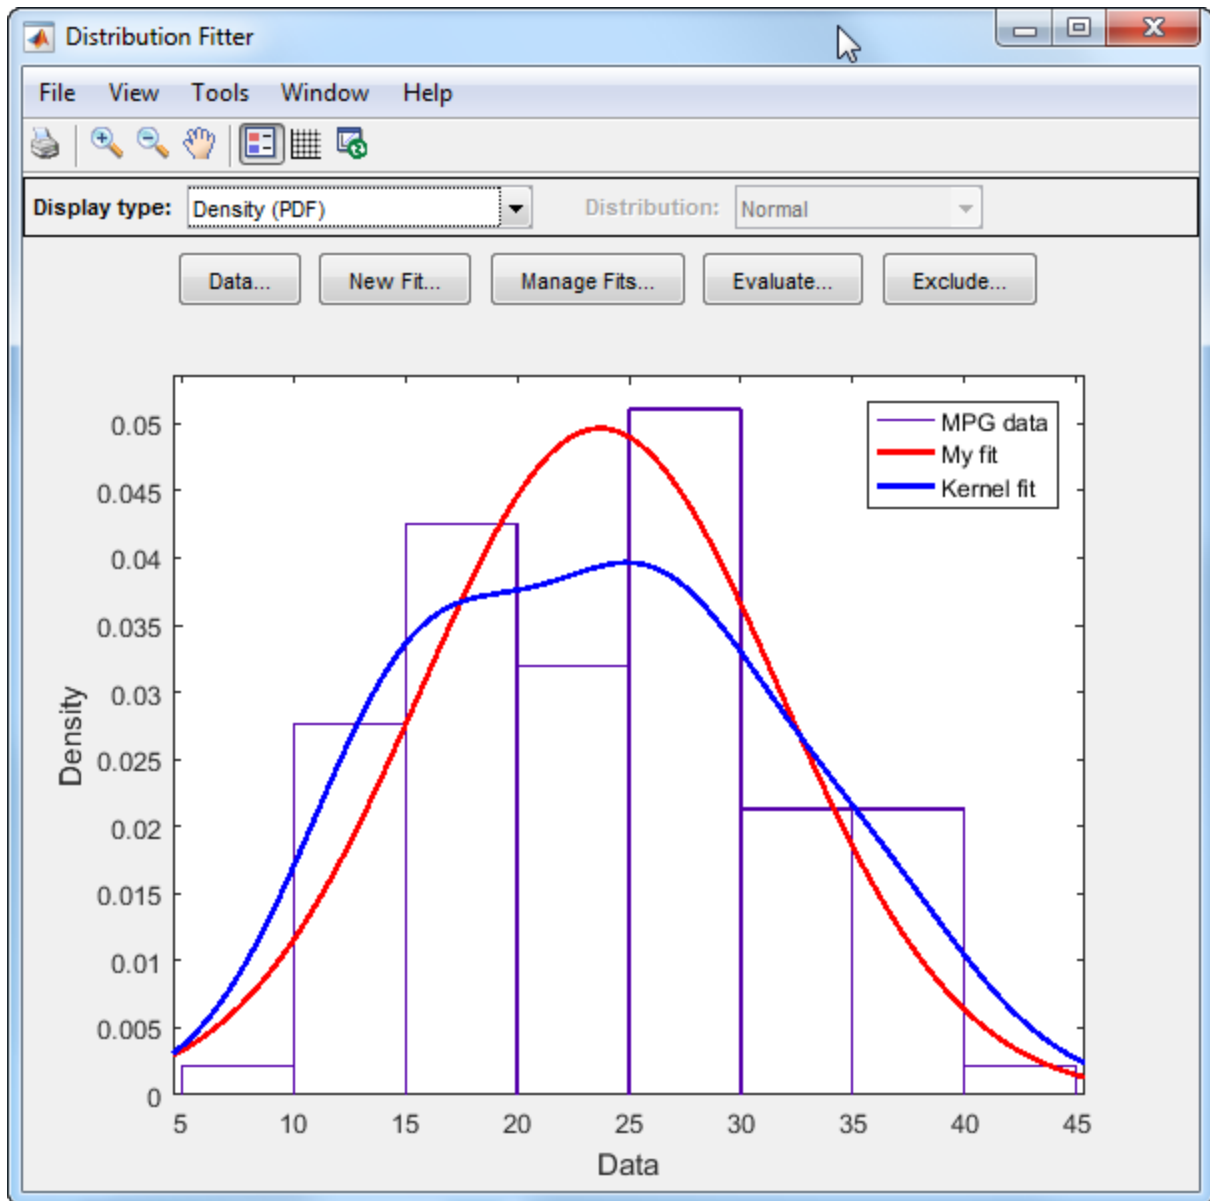 Distribution Fitter
File View Tools Window Help
Display type: Density (PDF) Distribution: Normal
Data... New Fit... Manage Fits... Evaluate... Exclude...
MPG data
My fit
Kernel fit
0.05
0.045
0.04
0.035
0.03
0.025
0.02
0.015
0.01
0.005
0
Density
5 10 15 20 25 30 35 40 45
Data